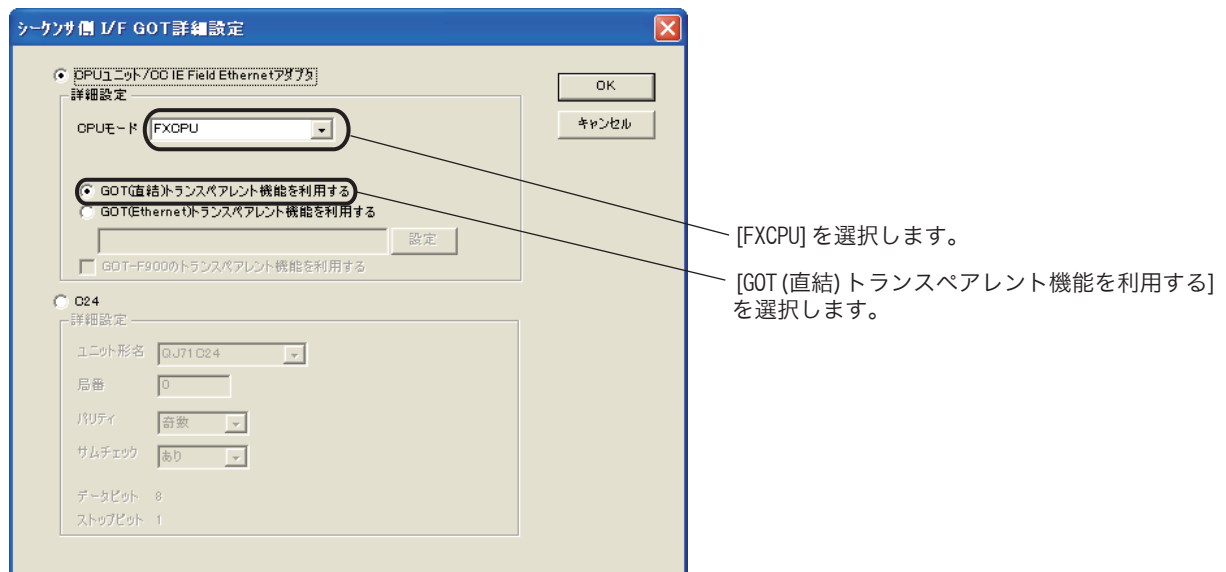 シーケンサ側 I/F GOT詳細設定
CPUユニット/CC IE Field Ethernetアダプタ
詳細設定
CPUモード
FXCPU
GOT(直結)トランスペアレント機能を利用する
GOT(Ethernet)トランスペアレント機能を利用する
設定
GOT-F900のトランスペアレント機能を利用する
C24
詳細設定
ユニット形名
QJ71C24
局番
0
パリティ
奇数
サムチェック
あり
データビット 8
ストップビット 1
OK
キャンセル
[FXCPU] を選択します。
[GOT (直結) トランスペアレント機能を利用する]
を選択します。